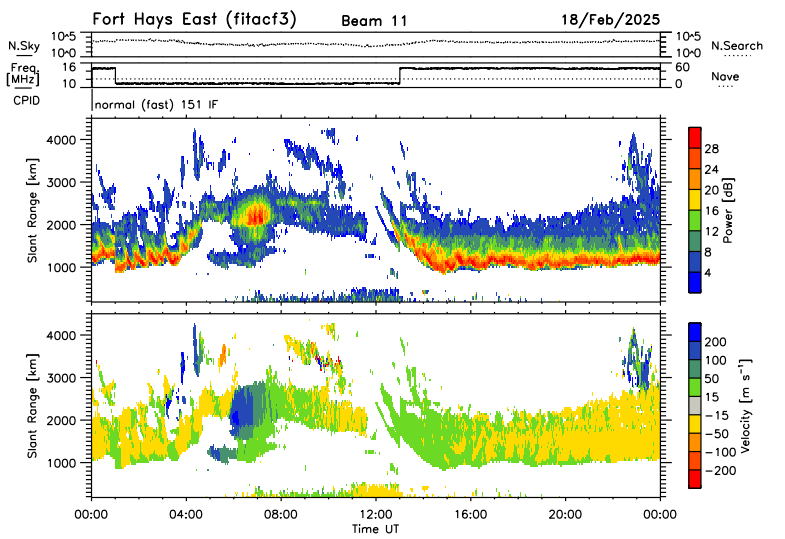 Fort Hays East (fitacf3) Beam 11 18/Feb/2025
N.Sky 10^5 10^0 10^5 10^0 N.Search
Freq. [MHz] 16 10 60 0 Nave
CPID normal (fast) 151 IF
Slant Range [km] 4000 3000 2000 1000
28 24 20 16 12 8 4 Power [dB]
Slant Range [km] 4000 3000 2000 1000
200 100 50 15 −15 −50 −100 −200 Velocity [m s⁻¹]
00:00 04:00 08:00 12:00 16:00 20:00 00:00
Time UT